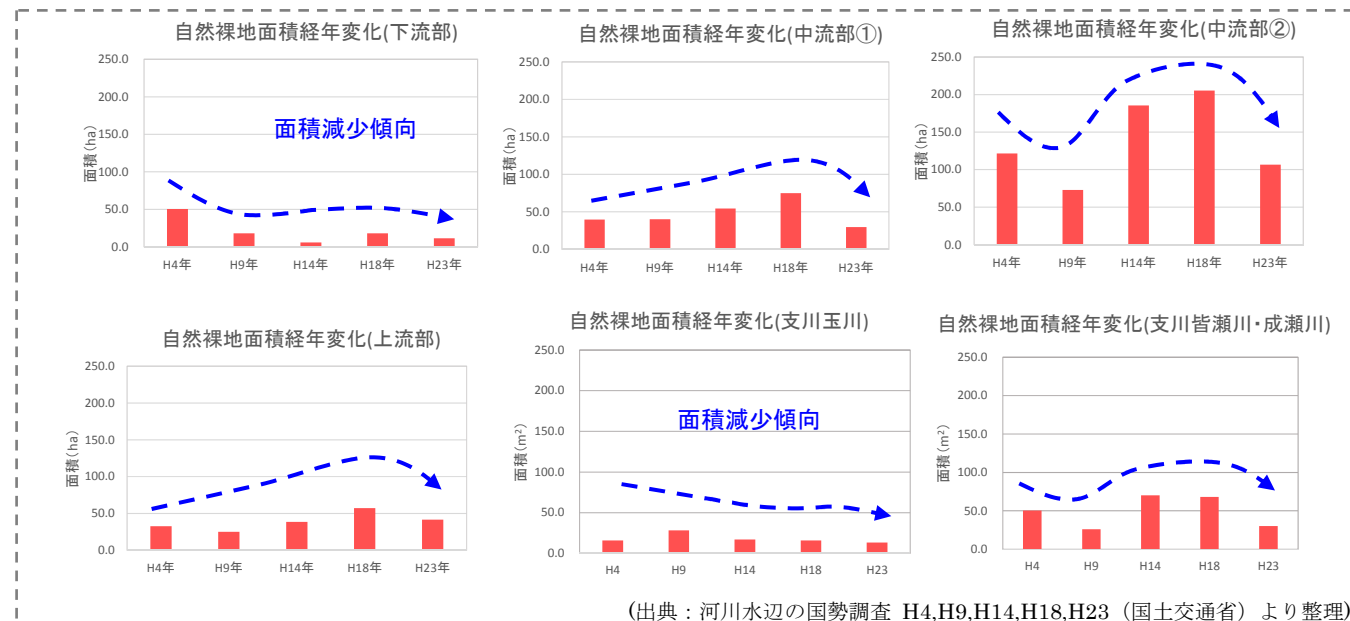 自然裸地面積経年変化(下流部)
250.0
200.0
150.0
100.0
50.0
0.0
面積(ha)
面積減少傾向
H4年 H9年 H14年 H18年 H23年
自然裸地面積経年変化(中流部①)
250.0
200.0
150.0
100.0
50.0
0.0
面積(ha)
H4年 H9年 H14年 H18年 H23年
自然裸地面積経年変化(中流部②)
250.0
200.0
150.0
100.0
50.0
0.0
面積(ha)
H4年 H9年 H14年 H18年 H23年
自然裸地面積経年変化(上流部)
250.0
200.0
150.0
100.0
50.0
0.0
面積(ha)
H4年 H9年 H14年 H18年 H23年
自然裸地面積経年変化(支川玉川)
250.0
200.0
150.0
100.0
50.0
0.0
面積(m²)
面積減少傾向
H4 H9 H14 H18 H23
自然裸地面積経年変化(支川皆瀬川・成瀬川)
250.0
200.0
150.0
100.0
50.0
0.0
面積(m²)
H4 H9 H14 H18 H23
(出典：河川水辺の国勢調査 H4,H9,H14,H18,H23（国土交通省）より整理)